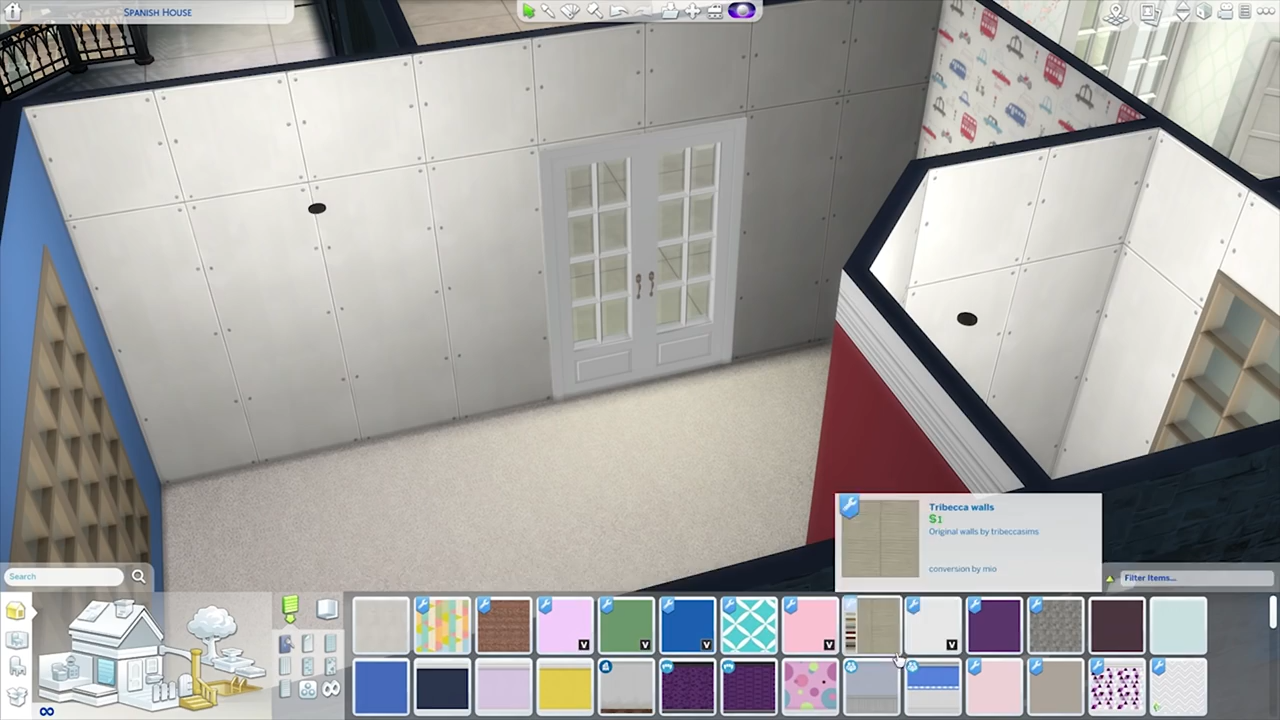 SPANISH HOUSE
Tribecca walls
$1
Original walls by tribeccasims
conversion by mio
Search
Filter Items...
V
V
V
V
V